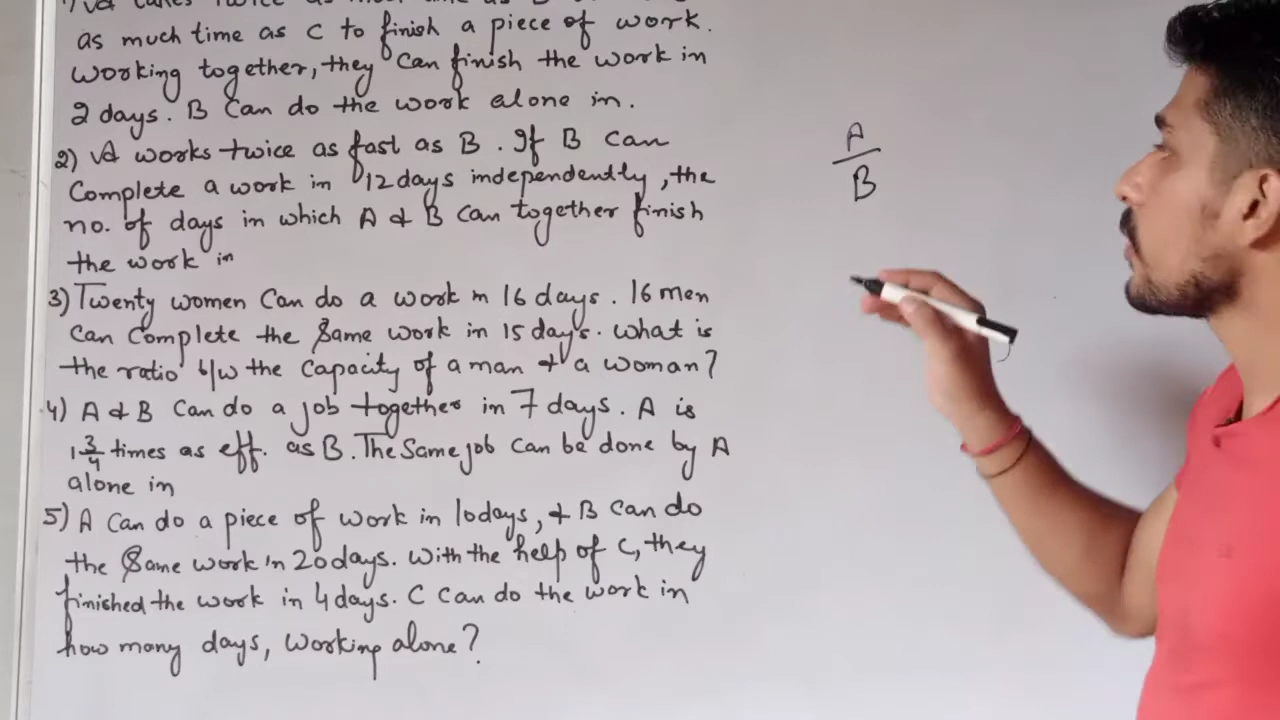 as much time as C to finish a piece of work.
Working together, they can finish the work in
2 days. B can do the work alone in.
2) A works twice as fast as B. If B can
Complete a work in 12 days independently, the
no. of days in which A & B can together finish
the work in
3) Twenty women can do a work in 16 days. 16 men
can complete the same work in 15 days. What is
the ratio b/w the capacity of a man & a woman?
4) A & B can do a job together in 7 days. A is
1 3/4 times as eff. as B. The same job can be done by A
alone in
5) A can do a piece of work in 10 days, & B can do
the same work in 20 days. With the help of C, they
finished the work in 4 days. C can do the work in
how many days, working alone?
A
B